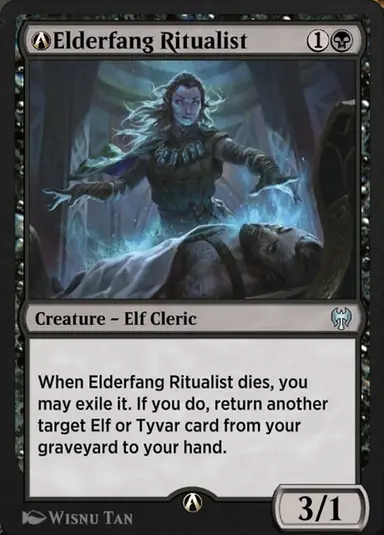 Elderfang Ritualist 1
Creature – Elf Cleric
When Elderfang Ritualist dies, you
may exile it. If you do, return another
target Elf or Tyvar card from your
graveyard to your hand.
3/1
Wisnu Tan